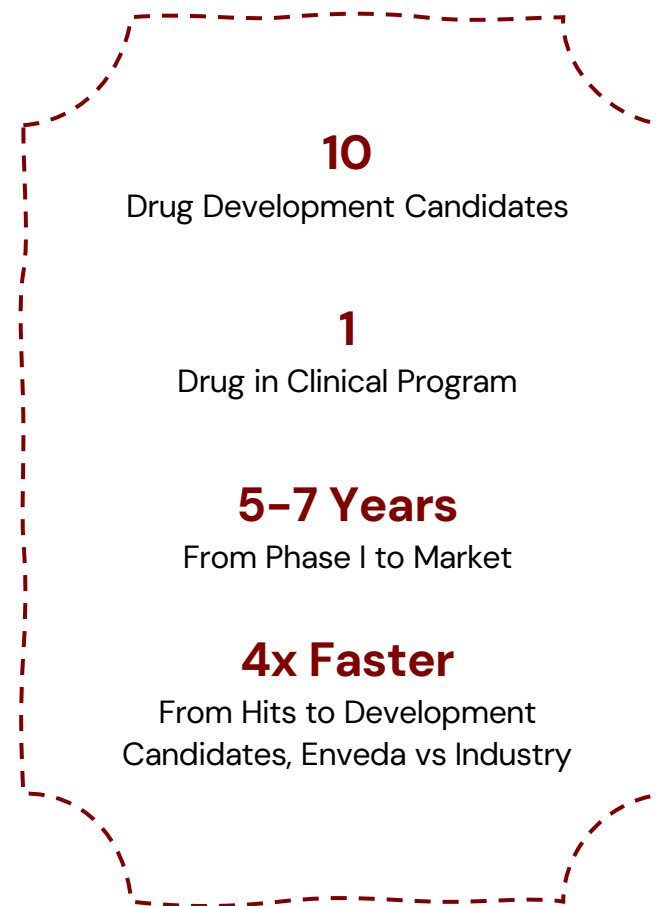 10
Drug Development Candidates
1
Drug in Clinical Program
5–7 Years
From Phase I to Market
4x Faster
From Hits to Development
Candidates, Enveda vs Industry